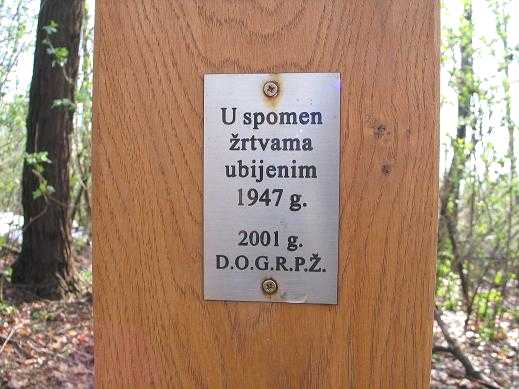 U spomen
žrtvama
ubijenim
1947 g.
2001 g.
D.O.G.R.P.Ž.